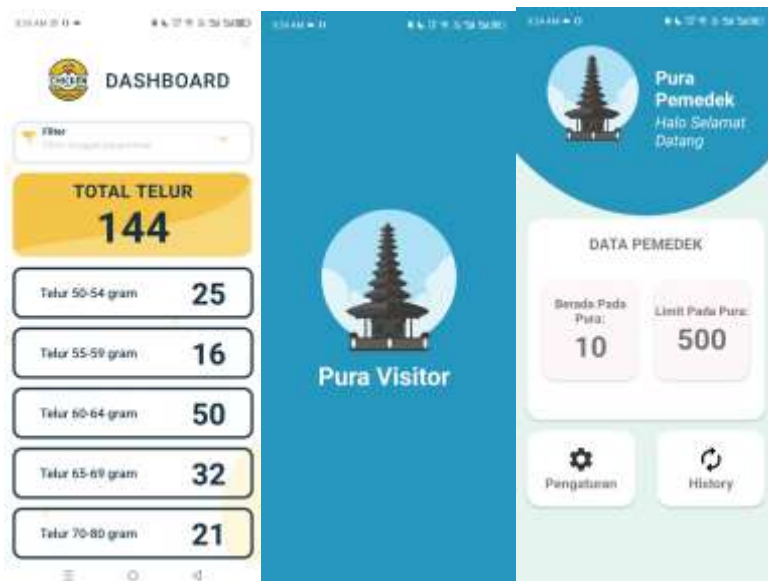 CHICKEN
DASHBOARD
Filter
TOTAL TELUR
144
Telur 50-54 gram
25
Telur 55-59 gram
16
Telur 60-64 gram
50
Telur 65-69 gram
32
Telur 70-80 gram
21
Pura Visitor
Pura
Pemedek
Halo Selamat
Datang
DATA PEMEDEK
Berada Pada
Pura:
10
Limit Pada Pura:
500
Pengaturan
History